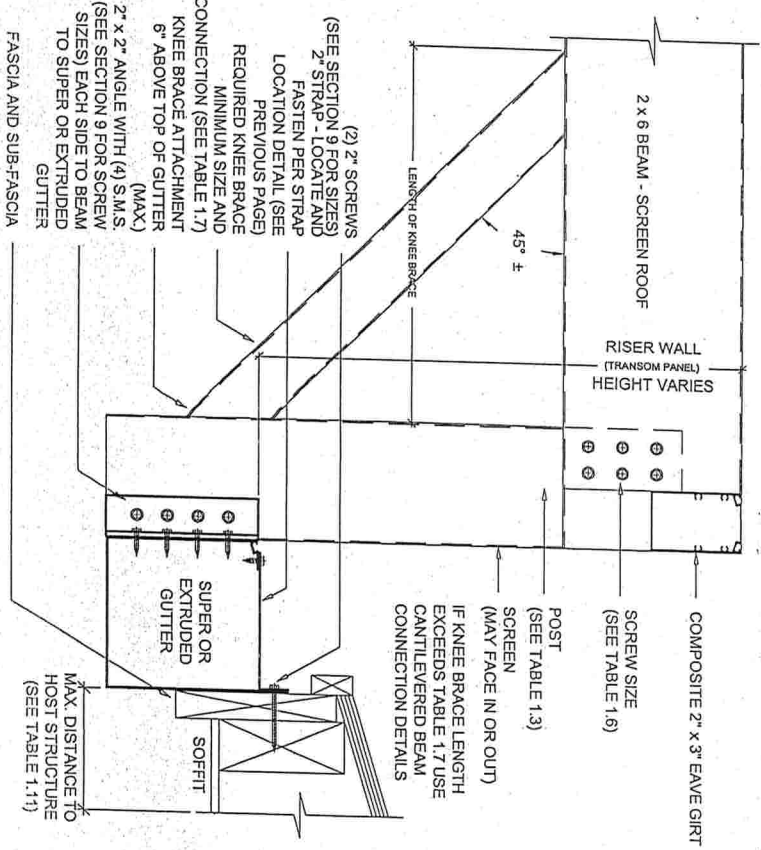 2 x 6 BEAM - SCREEN ROOF
RISER WALL
(TRANSOM PANEL)
HEIGHT VARIES
45° ±
LENGTH OF KNEE BRACE
COMPOSITE 2" x 3" EAVE GIRT
SCREW SIZE
(SEE TABLE 1.6)
POST
(SEE TABLE 1.3)
SCREEN
(MAY FACE IN OR OUT)
IF KNEE BRACE LENGTH
EXCEEDS TABLE 1.7 USE
CANTILEVERED BEAM
CONNECTION DETAILS
(2) 2" SCREWS
(SEE SECTION 9 FOR SIZES)
2" STRAP - LOCATE AND
FASTEN PER STRAP
LOCATION DETAIL (SEE
PREVIOUS PAGE)
REQUIRED KNEE BRACE
MINIMUM SIZE AND
CONNECTION (SEE TABLE 1.7)
KNEE BRACE ATTACHMENT
6" ABOVE TOP OF GUTTER
(MAX.)
2" x 2" ANGLE WITH (4) S.M.S.
(SEE SECTION 9 FOR SCREW
SIZES) EACH SIDE TO BEAM
TO SUPER OR EXTRUDED
GUTTER
FASCIA AND SUB-FASCIA
SUPER OR
EXTRUDED
GUTTER
SOFFIT
MAX. DISTANCE TO
HOST STRUCTURE
(SEE TABLE 1.11)